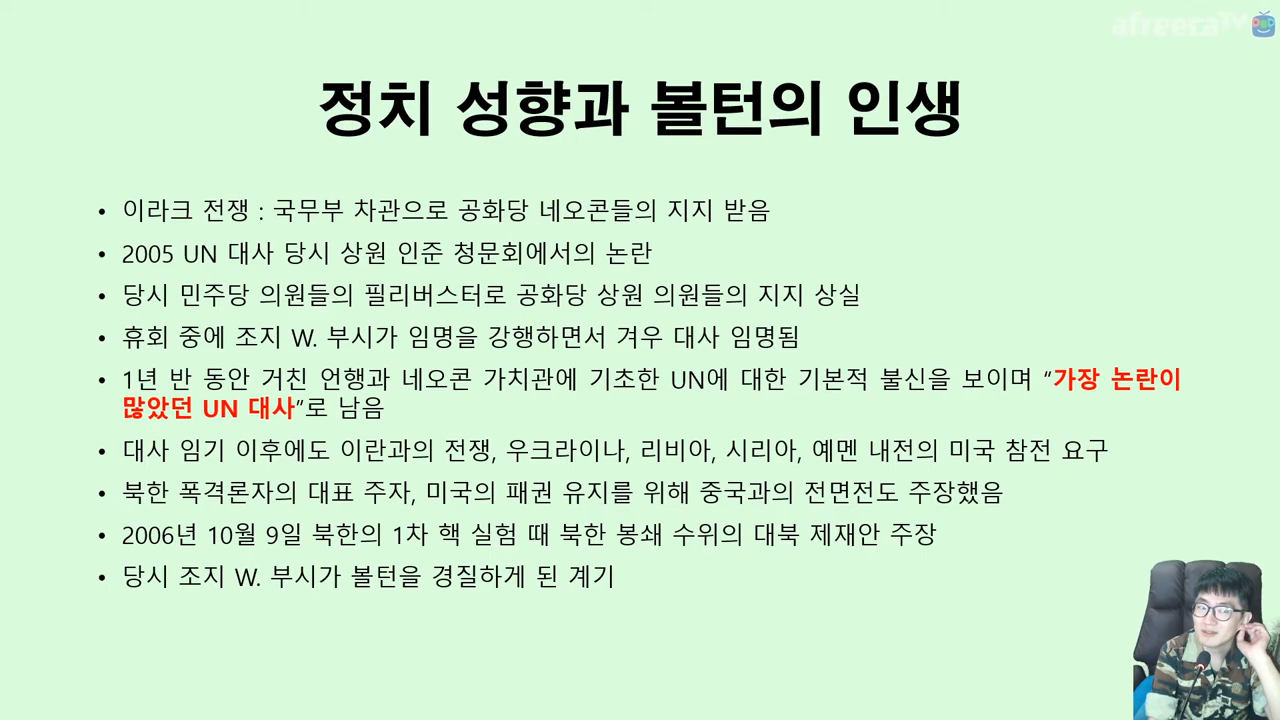 afreecaTV
정치 성향과 볼턴의 인생
• 이라크 전쟁 : 국무부 차관으로 공화당 네오콘들의 지지 받음
• 2005 UN 대사 당시 상원 인준 청문회에서의 논란
• 당시 민주당 의원들의 필리버스터로 공화당 상원 의원들의 지지 상실
• 휴회 중에 조지 W. 부시가 임명을 강행하면서 겨우 대사 임명됨
• 1년 반 동안 거친 언행과 네오콘 가치관에 기초한 UN에 대한 기본적 불신을 보이며 “가장 논란이
많았던 UN 대사”로 남음
• 대사 임기 이후에도 이란과의 전쟁, 우크라이나, 리비아, 시리아, 예멘 내전의 미국 참전 요구
• 북한 폭격론자의 대표 주자, 미국의 패권 유지를 위해 중국과의 전면전도 주장했음
• 2006년 10월 9일 북한의 1차 핵 실험 때 북한 봉쇄 수위의 대북 제재안 주장
• 당시 조지 W. 부시가 볼턴을 경질하게 된 계기